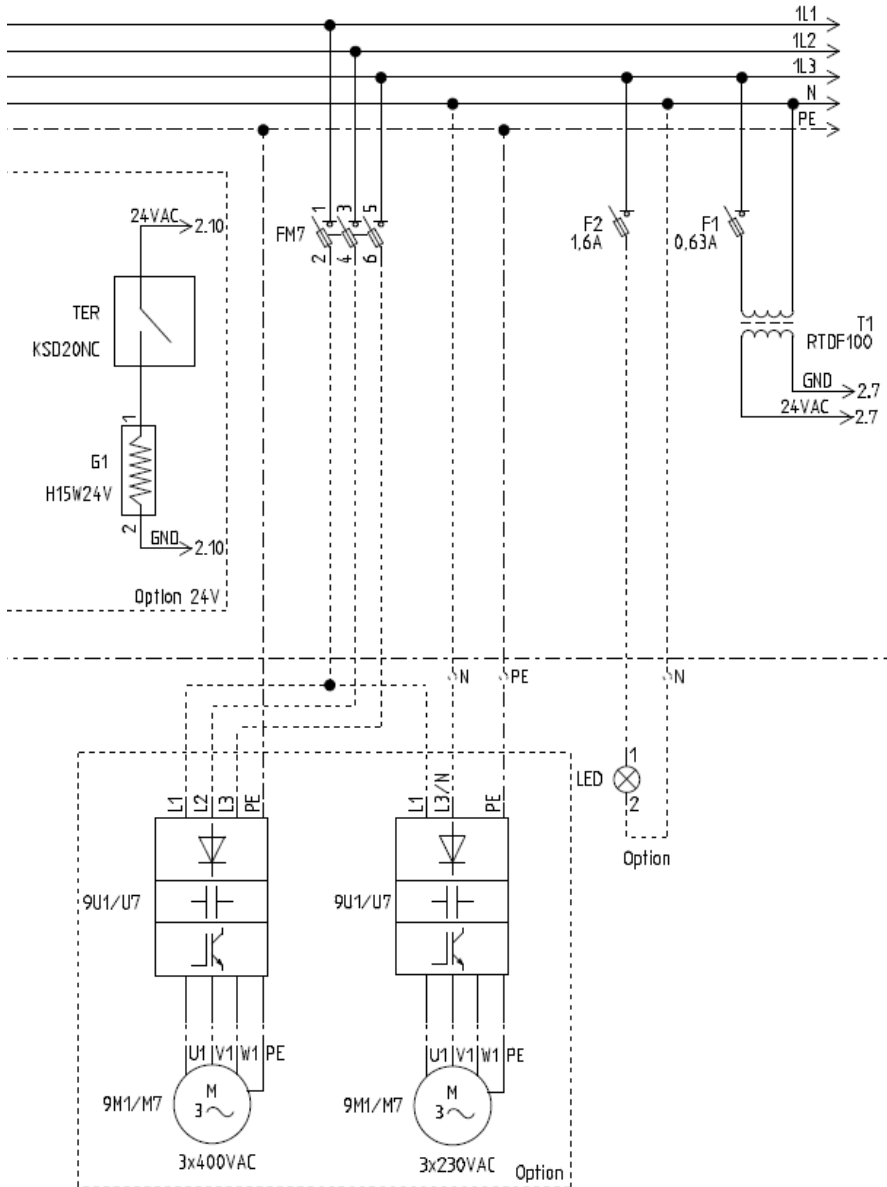 1L1
1L2
1L3
N
PE
24VAC
2.10
TER
KSD20NC
1
G1
H15W24V
2
GND
2.10
Option 24V
FM7
1
3
5
2
4
6
F2
1,6A
F1
0,63A
T1
RTDF100
GND
2.7
24VAC
2.7
N
PE
N
L1
L2
L3
PE
L1
L3/N
PE
LED
1
2
Option
9U1/U7
9U1/U7
U1
V1
W1
PE
U1
V1
W1
PE
9M1/M7
M
3
9M1/M7
M
3
3x400VAC
3x230VAC
Option